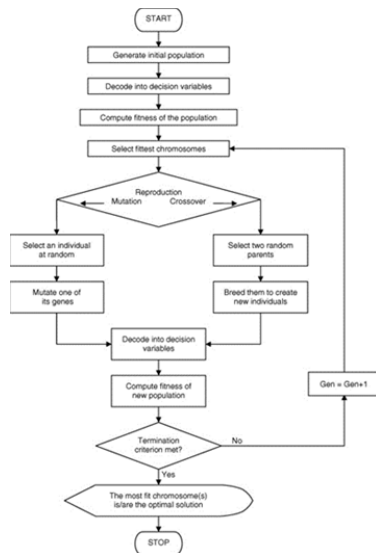 START
Generate initial population
Decode into decision variables
Compute fitness of the population
Select fittest chromosomes
Reproduction
Mutation Crossover
Select an individual
at random
Select two random
parents
Mutate one of
its genes
Breed them to create
new individuals
Decode into decision
variables
Compute fitness of
new population
Gen = Gen+1
Termination
criterion met?
No
Yes
The most fit chromosome(s)
is/are the optimal solution
STOP